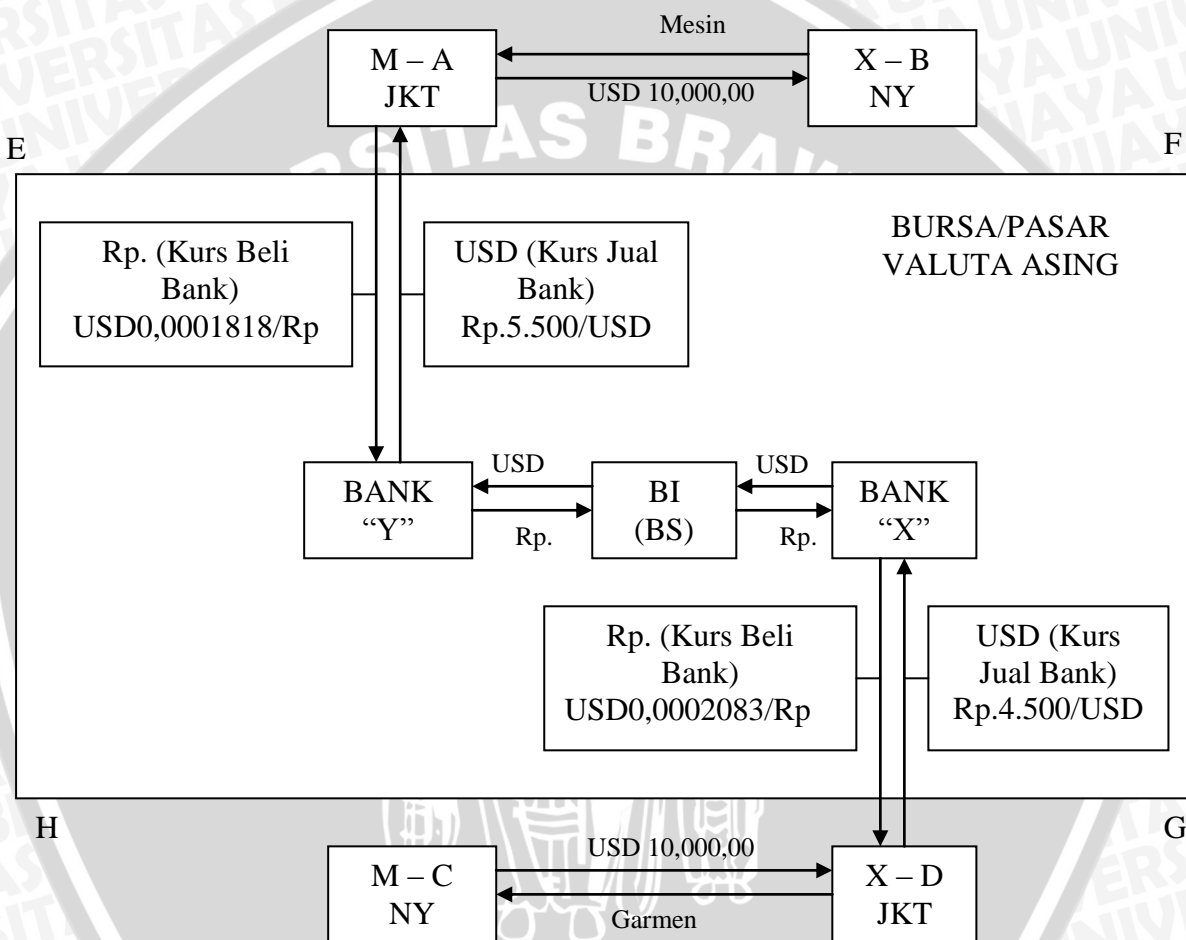 Mesin
M – A
JKT
X – B
NY
USD 10,000,00
E
F
BURSA/PASAR
VALUTA ASING
Rp. (Kurs Beli
Bank)
USD0,0001818/Rp
USD (Kurs Jual
Bank)
Rp.5.500/USD
BANK
“Y”
USD
Rp.
BI
(BS)
USD
Rp.
BANK
“X”
Rp. (Kurs Beli
Bank)
USD0,0002083/Rp
USD (Kurs
Jual Bank)
Rp.4.500/USD
H
G
M – C
NY
USD 10,000,00
Garmen
X – D
JKT